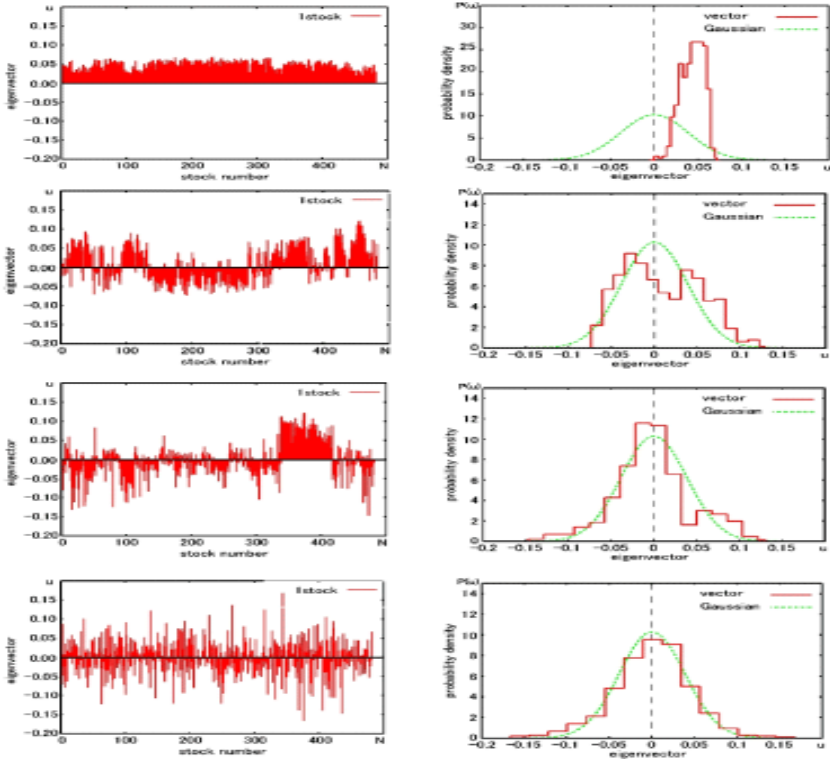 u
1stock
0.15
0.10
0.05
0.00
−0.05
−0.10
−0.15
−0.20
eigenvector
0 100 200 300 400 N
stock number
P(u)
vector
Gaussian
35
30
25
20
15
10
5
0
probability density
−0.2 −0.15 −0.1 −0.05 0 0.05 0.1 0.15 u
eigenvector
u
1stock
0.15
0.10
0.05
0.00
−0.05
−0.10
−0.15
−0.20
eigenvector
0 100 200 300 400 N
stock number
P(u)
vector
Gaussian
14
12
10
8
6
4
2
0
probability density
−0.2 −0.15 −0.1 −0.05 0 0.05 0.1 0.15 u
eigenvector
u
1stock
0.15
0.10
0.05
0.00
−0.05
−0.10
−0.15
−0.20
eigenvector
0 100 200 300 400 N
stock number
P(u)
vector
Gaussian
14
12
10
8
6
4
2
0
probability density
−0.2 −0.15 −0.1 −0.05 0 0.05 0.1 0.15 u
eigenvector
u
1stock
0.15
0.10
0.05
0.00
−0.05
−0.10
−0.15
−0.20
eigenvector
0 100 200 300 400 N
stock number
P(u)
vector
Gaussian
14
12
10
8
6
4
2
0
probability density
−0.2 −0.15 −0.1 −0.05 0 0.05 0.1 0.15 u
eigenvector